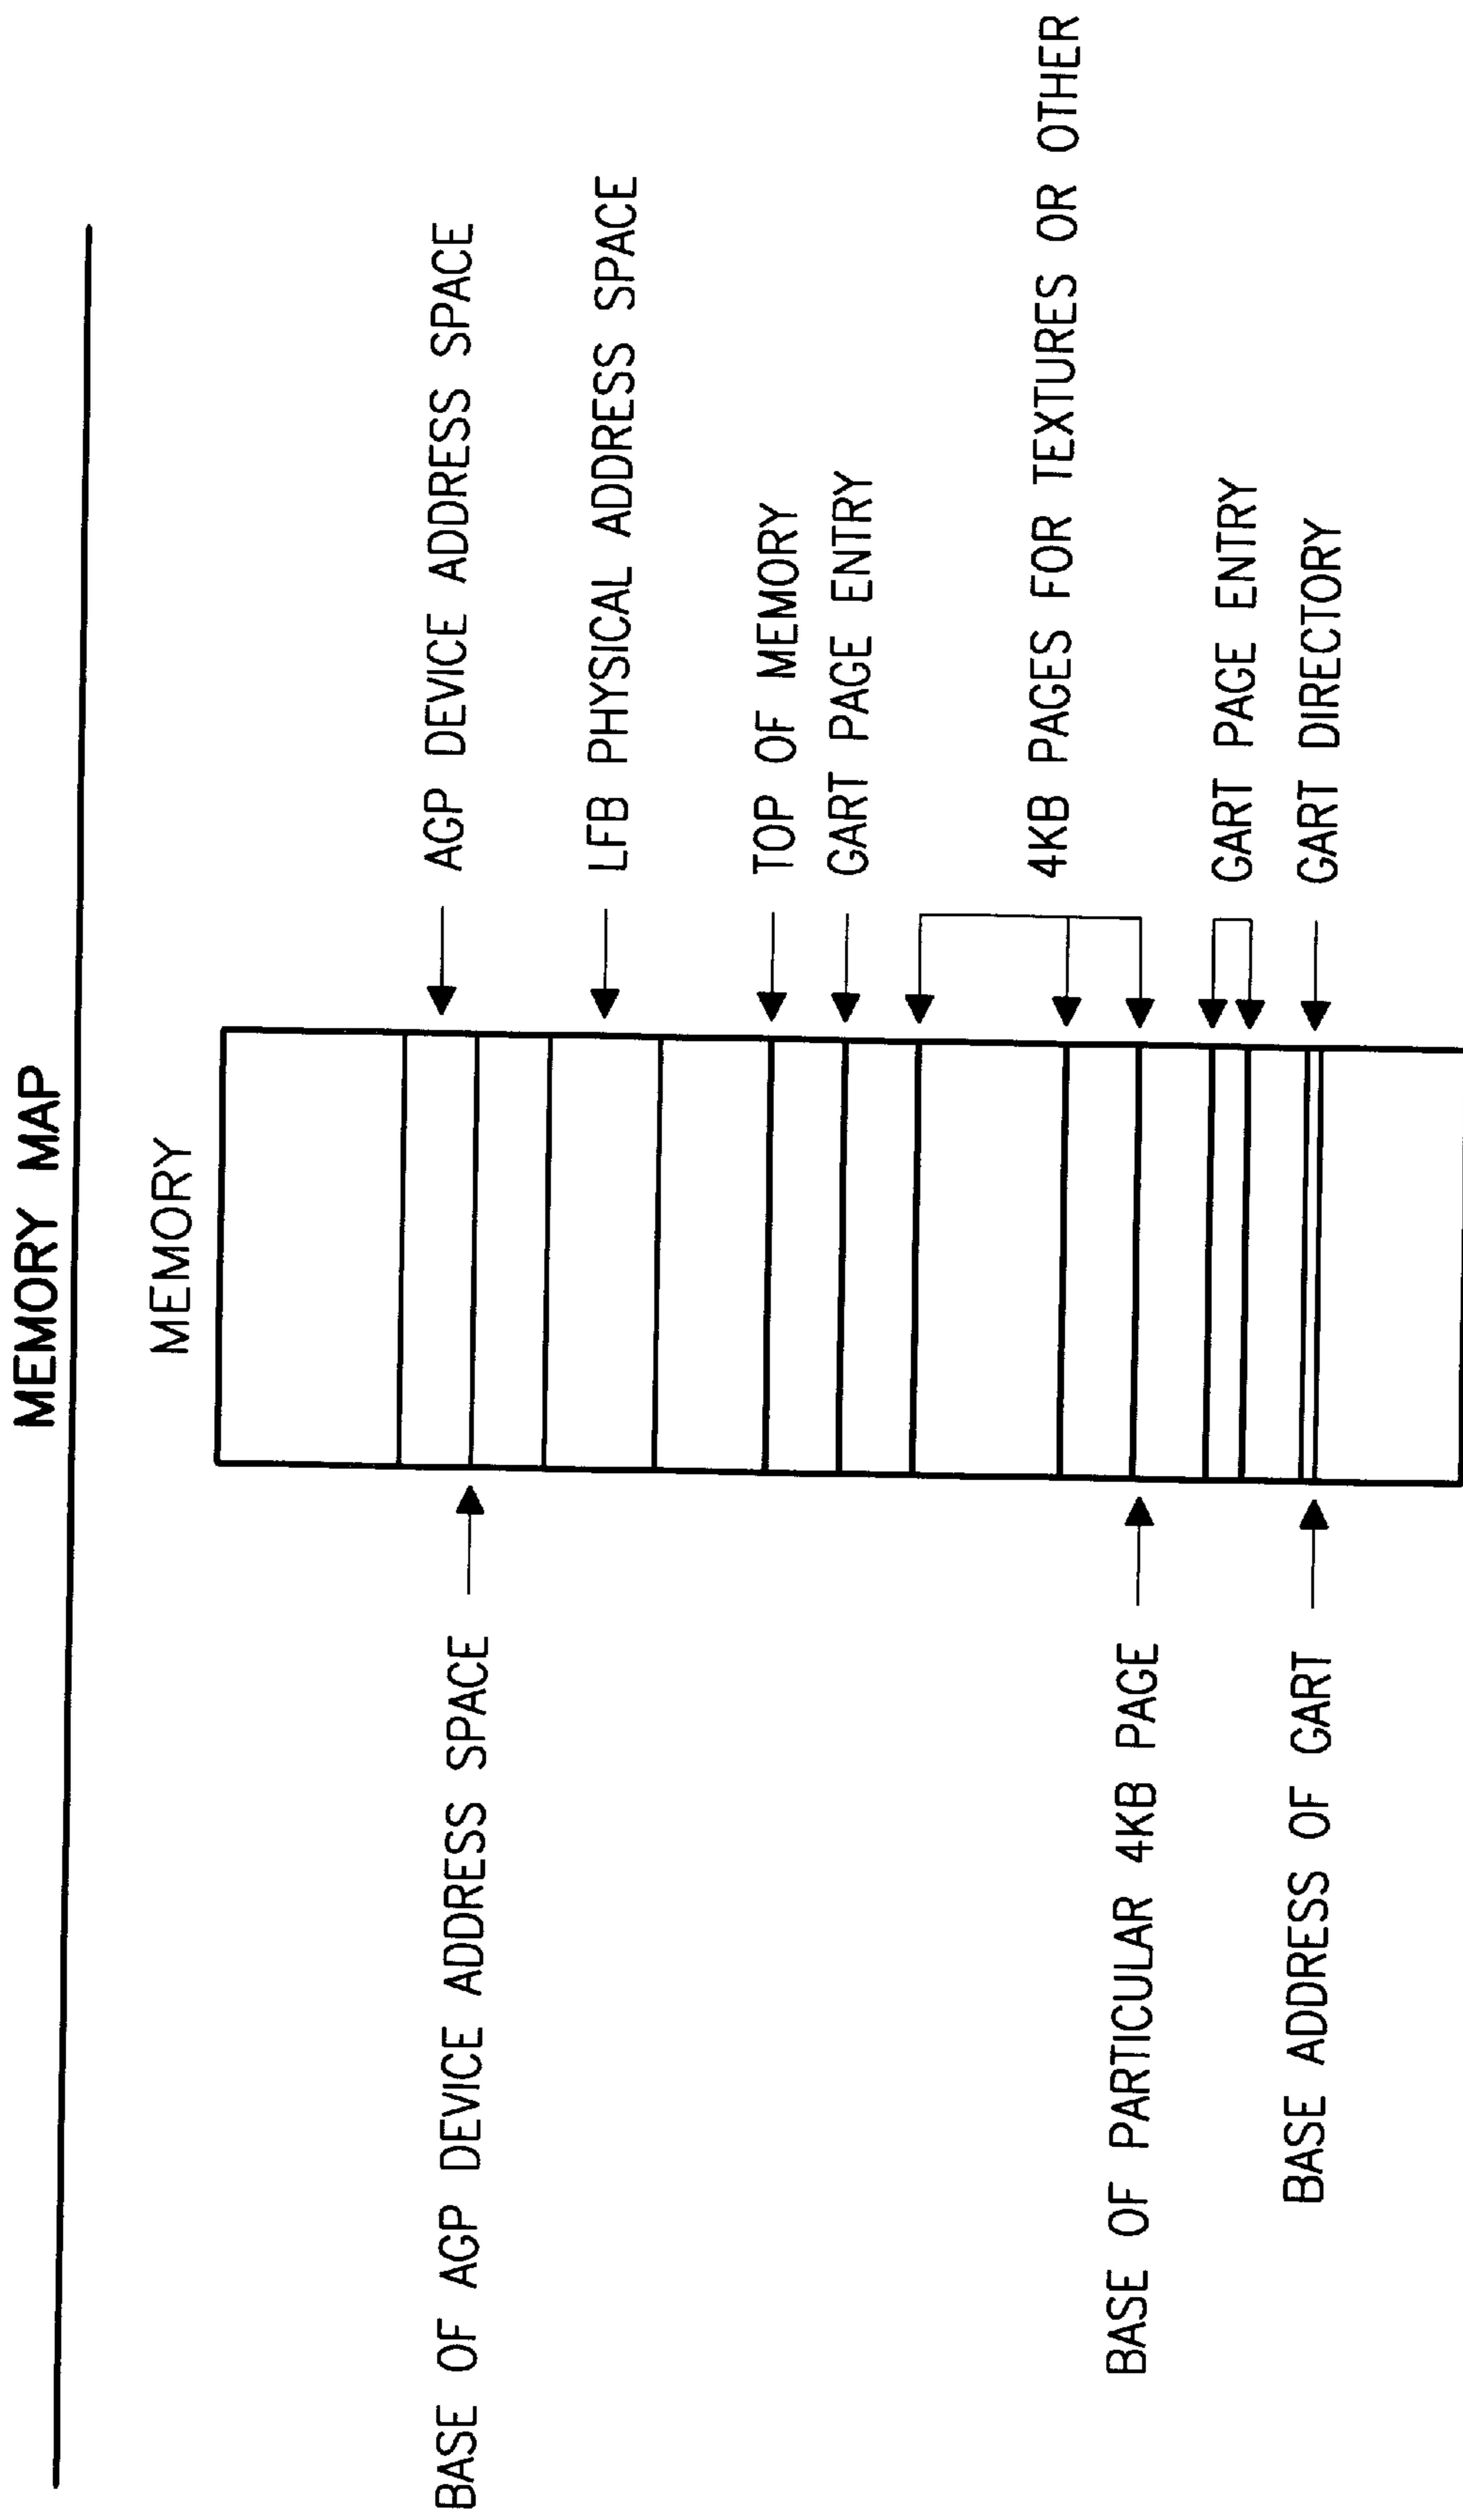 MEMORY MAP
MEMORY
AGP DEVICE ADDRESS SPACE
BASE OF AGP DEVICE ADDRESS SPACE
LFB PHYSICAL ADDRESS SPACE
TOP OF MEMORY
GART PAGE ENTRY
4KB PAGES FOR TEXTURES OR OTHER
BASE OF PARTICULAR 4KB PAGE
GART PAGE ENTRY
GART DIRECTORY
BASE ADDRESS OF GART